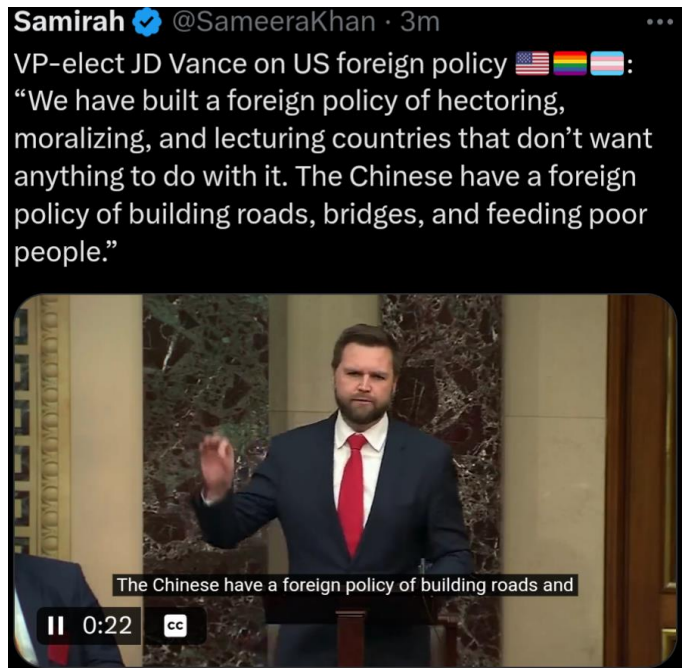 Samirah @SameeraKhan · 3m
VP-elect JD Vance on US foreign policy 🇺🇸🏳️‍🌈🏳️‍⚧️:
“We have built a foreign policy of hectoring,
moralizing, and lecturing countries that don’t want
anything to do with it. The Chinese have a foreign
policy of building roads, bridges, and feeding poor
people.”
The Chinese have a foreign policy of building roads and
0:22 CC